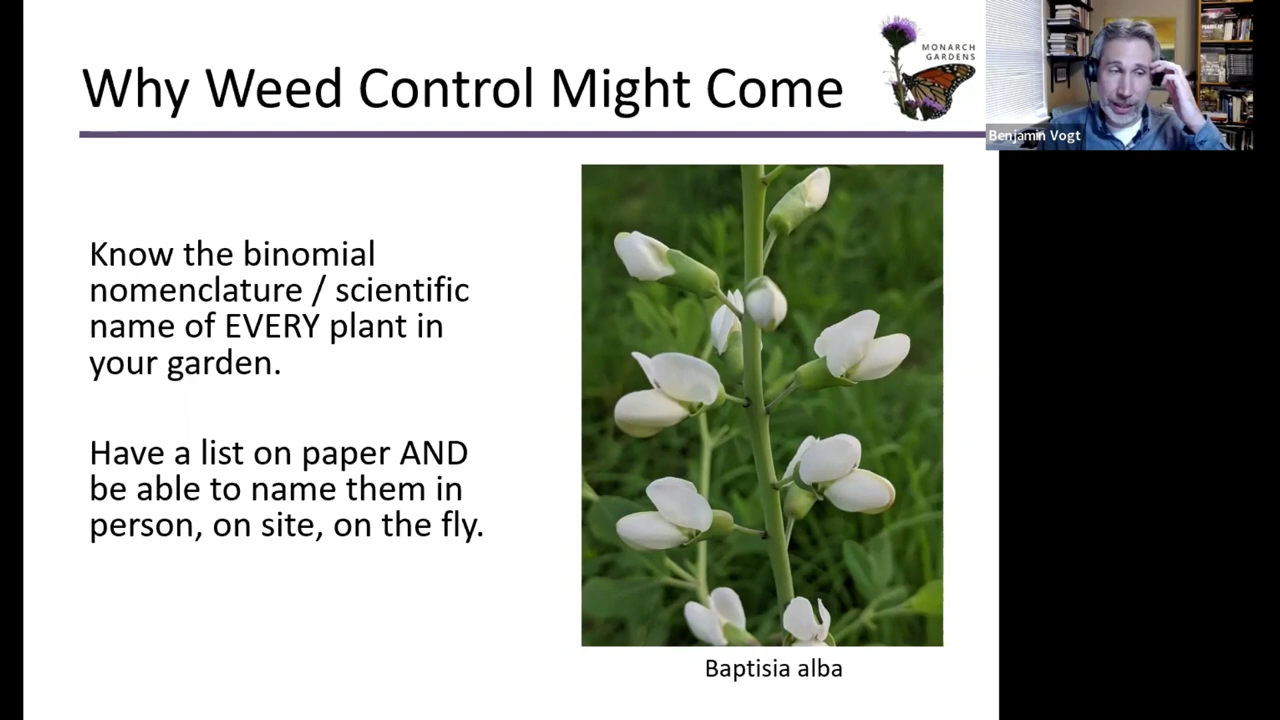 Why Weed Control Might Come
MONARCH
GARDENS
Benjamin Vogt
Know the binomial
nomenclature / scientific
name of EVERY plant in
your garden.
Have a list on paper AND
be able to name them in
person, on site, on the fly.
Baptisia alba